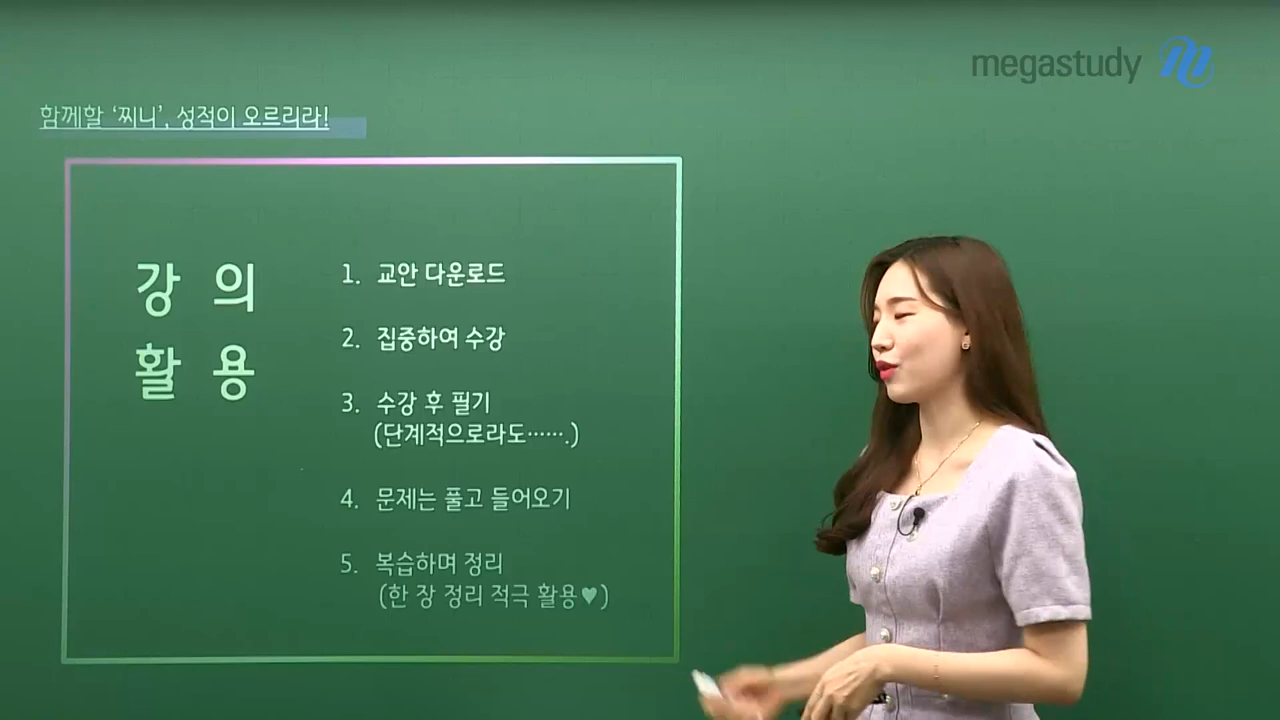 megastudy
함께할 ‘찌니’, 성적이 오르리라!
강 의
활 용
1. 교안 다운로드
2. 집중하여 수강
3. 수강 후 필기
(단계적으로라도…….)
4. 문제는 풀고 들어오기
5. 복습하며 정리
(한 장 정리 적극 활용♥)